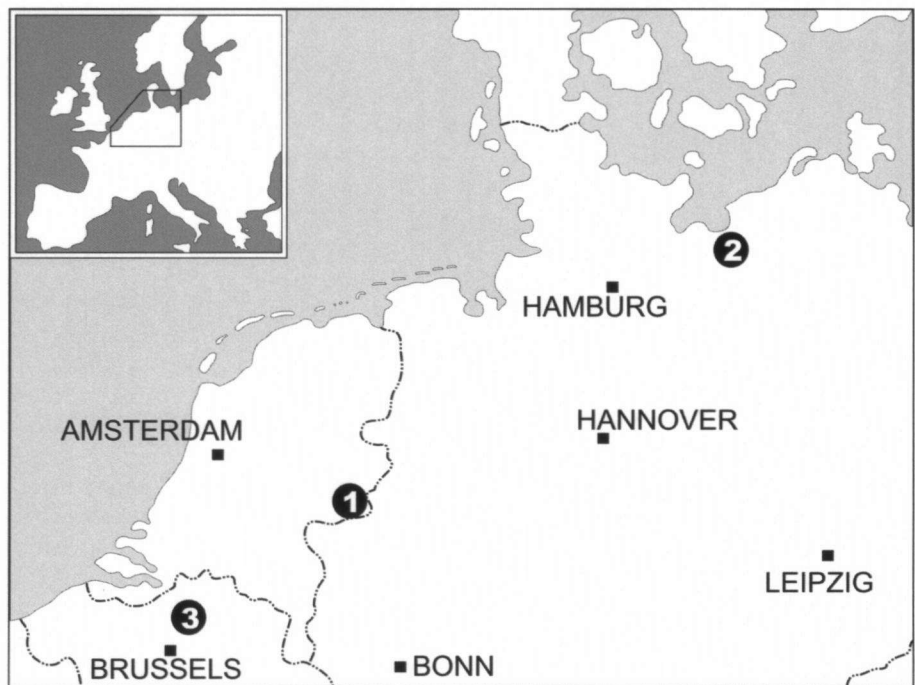 2
HAMBURG
AMSTERDAM
HANNOVER
1
LEIPZIG
3
BRUSSELS
BONN